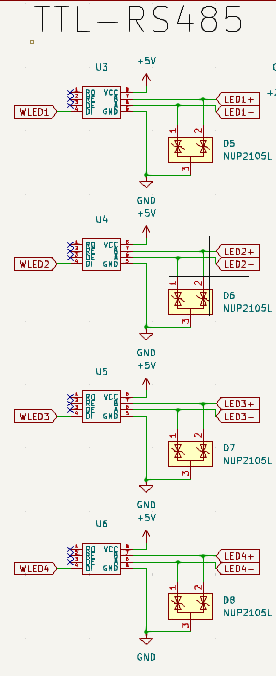 TTL-RS485
+5V
U3
RO VCC
RE B
DE A
DI GND
LED1+
LED1-
WLED1
1 2
D5
NUP2105L
3
GND
+5V
U4
RO VCC
RE B
DE A
DI GND
LED2+
LED2-
WLED2
1 2
D6
NUP2105L
3
GND
+5V
U5
RO VCC
RE B
DE A
DI GND
LED3+
LED3-
WLED3
1 2
D7
NUP2105L
3
GND
+5V
U6
RO VCC
RE B
DE A
DI GND
LED4+
LED4-
WLED4
1 2
D8
NUP2105L
3
GND